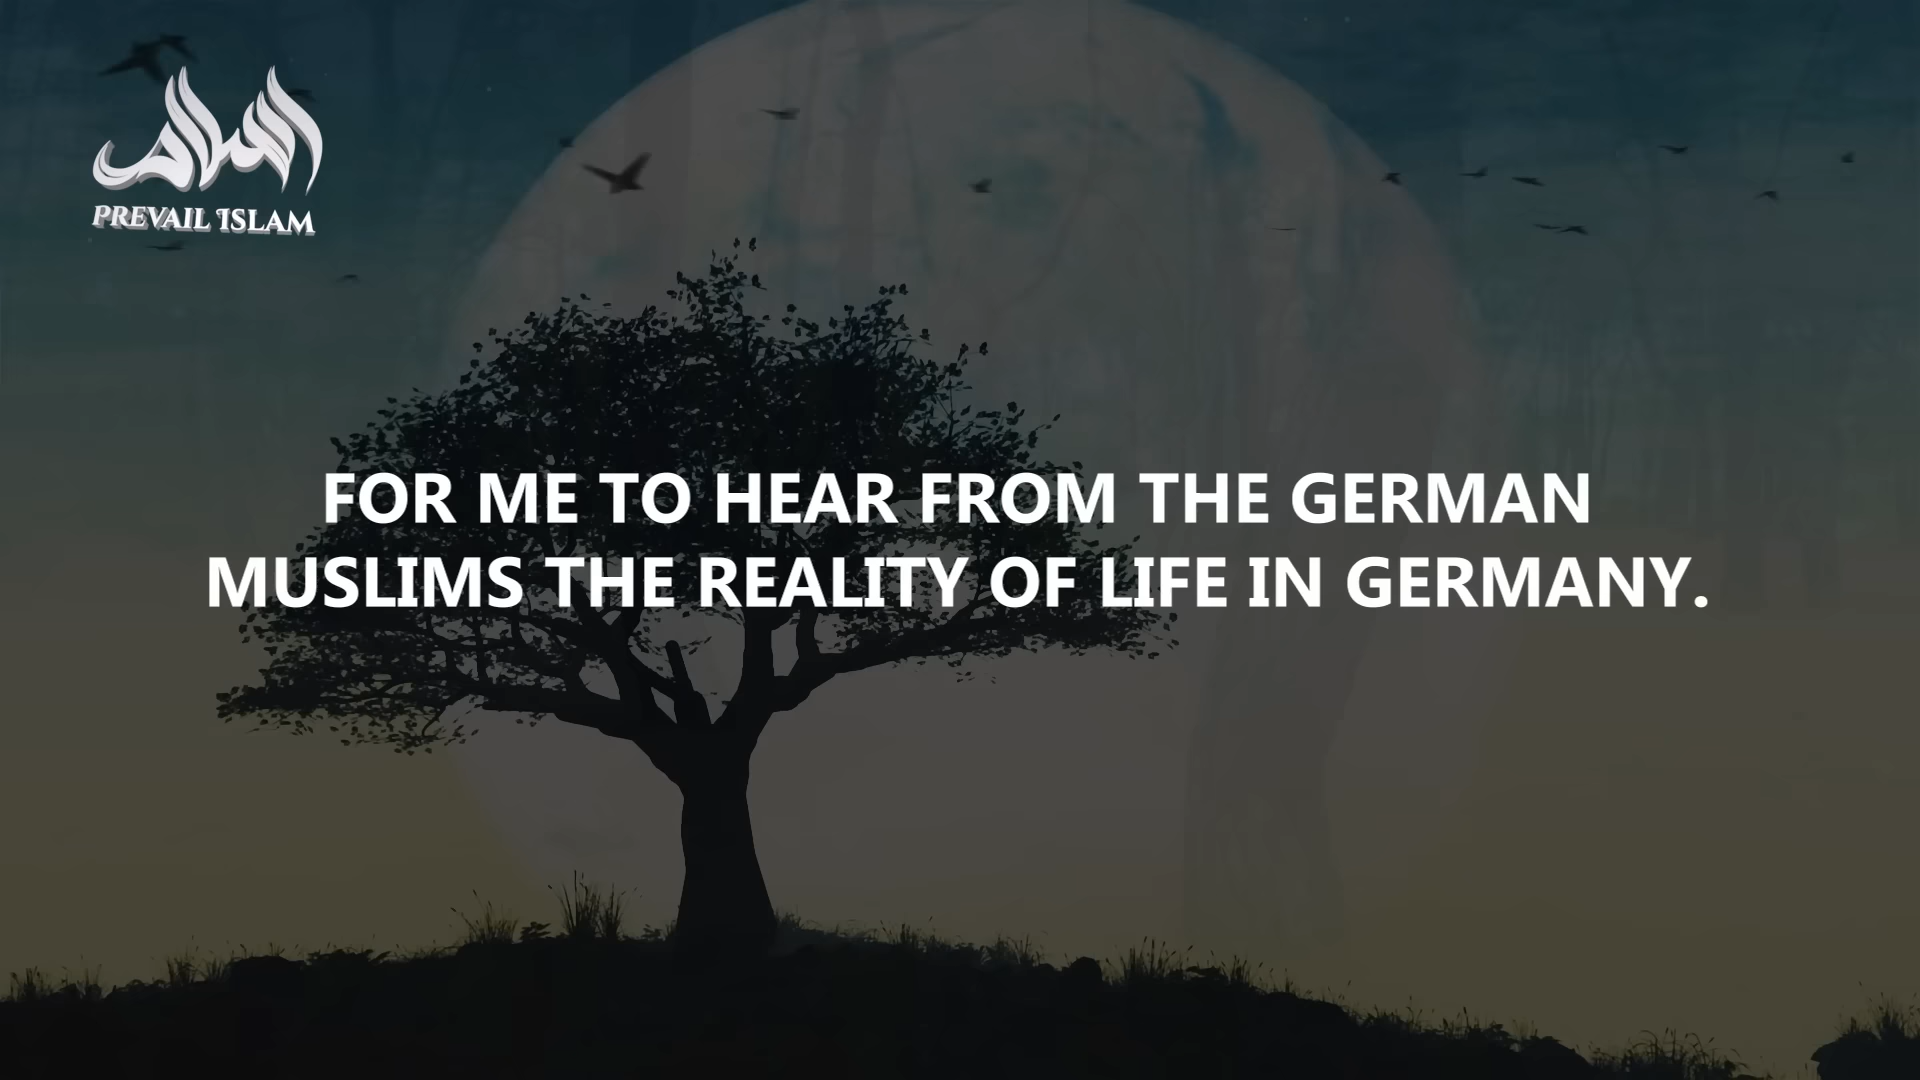 السلام
PREVAIL ISLAM
FOR ME TO HEAR FROM THE GERMAN
MUSLIMS THE REALITY OF LIFE IN GERMANY.